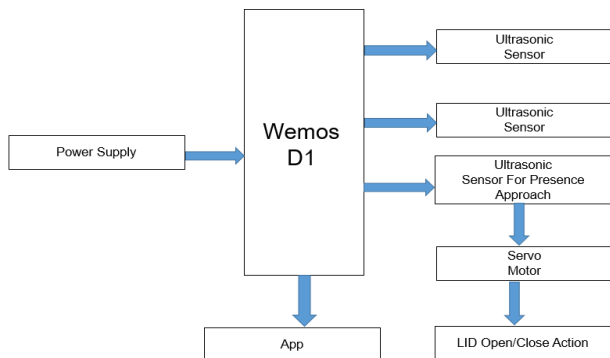 Ultrasonic
Sensor
Wemos
D1
Ultrasonic
Sensor
Power Supply
Ultrasonic
Sensor For Presence
Approach
Servo
Motor
App
LID Open/Close Action